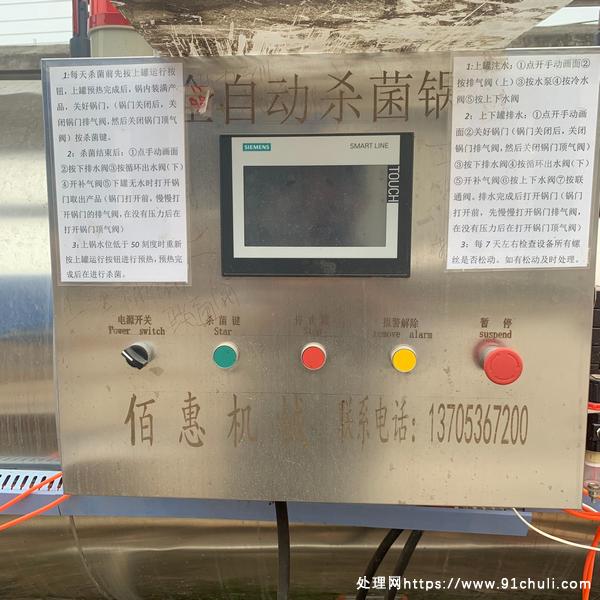 1:每天杀菌前先按上罐运行按
钮,上罐预热完成后,锅内装满产
品,关好锅门,(锅门关闭后,关
闭锅门排气阀,然后关闭锅门顶气
阀)按杀菌键。
2:杀菌结束后:①点开手动画面
②按下排水阀③按循环出水阀(下)
④开补气阀⑤下罐无水时打开锅
门取出产品(锅门打开前,慢慢打
开锅门的排气阀,在没有压力后在
打开锅门顶气阀)
3:上锅水位低于 50 刻度时重新
按上罐运行按钮进行预热,预热完
成后在进行杀菌。
全自动杀菌锅
SIEMENS
SMART LINE
TOUCH
1:上罐注水:①点开手动画面②
按排气阀(上)③按水泵④按冷水
阀⑤按上下水阀
2:上下罐排水:①点开手动画
面②关好锅门(锅门关闭后,关闭
锅门排气阀,然后关闭锅门顶气阀)
③按下排水阀④按循环出水阀(下)
⑤开补气阀⑥按上下水阀⑦按联
通阀。排水完成后打开锅门(锅门
打开前,先慢慢打开锅门排气阀,
在没有压力后在打开锅门顶气阀)
3:每 7 天左右检查设备所有螺
丝是否松动。如有松动及时处理。
电源开关
Power switch
杀菌键
Star
报警解除
remove alarm
暂停
suspend
佰惠机械 联系电话:13705367200
处理网https://www.91chuli.com